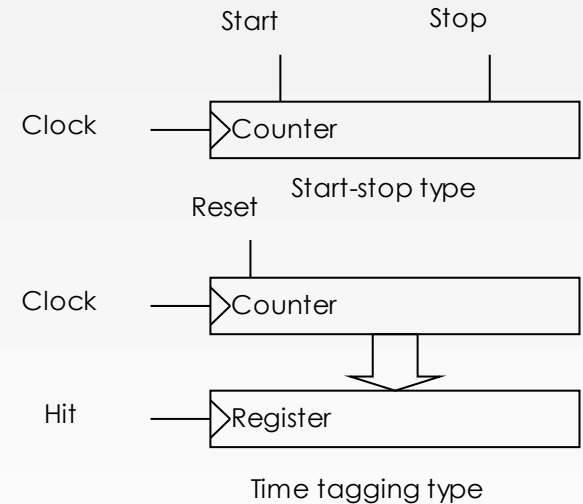 Start Stop
Clock Counter
Start-stop type
Reset
Clock Counter
Hit Register
Time tagging type